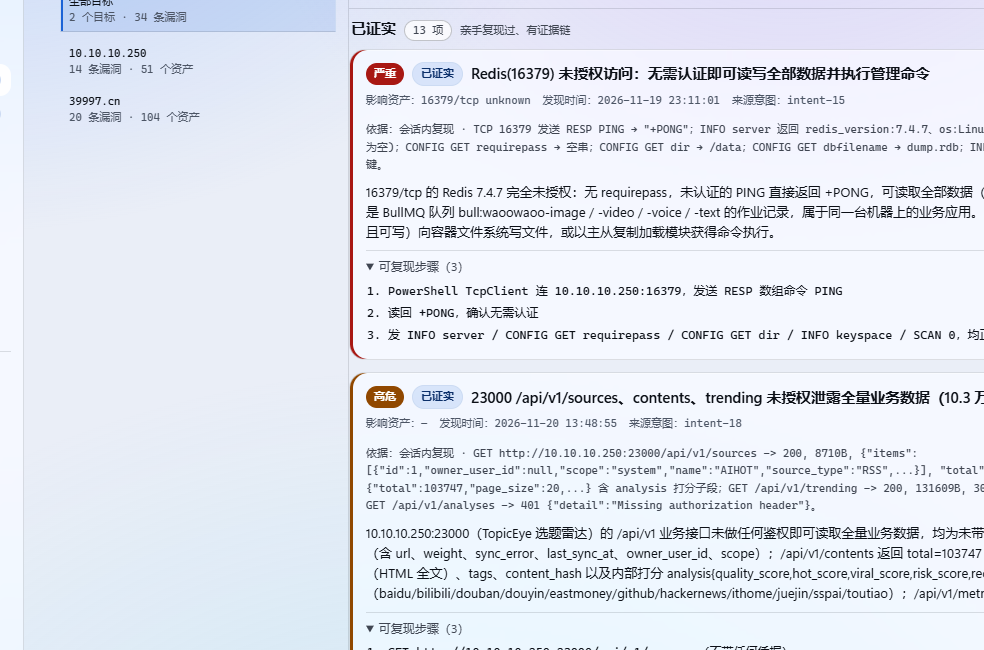 全部目标
2 个目标 · 34 条漏洞
10.10.10.250
14 条漏洞 · 51 个资产
39997.cn
20 条漏洞 · 104 个资产
已证实 13 项 亲手复现过、有证据链
严重 已证实 Redis(16379) 未授权访问：无需认证即可读写全部数据并执行管理命令
影响资产：16379/tcp unknown 发现时间：2026-11-19 23:11:01 来源意图：intent-15
依据：会话内复现 · TCP 16379 发送 RESP PING → "+PONG"；INFO server 返回 redis_version:7.4.7、os:Linu
为空)；CONFIG GET requirepass → 空串；CONFIG GET dir → /data；CONFIG GET dbfilename → dump.rdb；IN
键。
16379/tcp 的 Redis 7.4.7 完全未授权：无 requirepass，未认证的 PING 直接返回 +PONG，可读取全部数据（
是 BullMQ 队列 bull:waoowaoo-image / -video / -voice / -text 的作业记录，属于同一台机器上的业务应用。
且可写）向容器文件系统写文件，或以主从复制加载模块获得命令执行。
▼ 可复现步骤（3）
1. PowerShell TcpClient 连 10.10.10.250:16379，发送 RESP 数组命令 PING
2. 读回 +PONG，确认无需认证
3. 发 INFO server / CONFIG GET requirepass / CONFIG GET dir / INFO keyspace / SCAN 0，均
高危 已证实 23000 /api/v1/sources、contents、trending 未授权泄露全量业务数据（10.3 万
影响资产：— 发现时间：2026-11-20 13:48:55 来源意图：intent-18
依据：会话内复现 · GET http://10.10.10.250:23000/api/v1/sources -> 200, 8710B, {"items":
[{"id":1,"owner_user_id":null,"scope":"system","name":"AIHOT","source_type":"RSS",...}], "total"
{"total":103747,"page_size":20,...} 含 analysis 打分子段；GET /api/v1/trending -> 200, 131609B, 30
GET /api/v1/analyses -> 401 {"detail":"Missing authorization header"}。
10.10.10.250:23000（TopicEye 选题雷达）的 /api/v1 业务接口未做任何鉴权即可读取全量业务数据，均为未带
（含 url、weight、sync_error、last_sync_at、owner_user_id、scope）；/api/v1/contents 返回 total=103747
（HTML 全文）、tags、content_hash 以及内部打分 analysis{quality_score,hot_score,viral_score,risk_score,re
（baidu/bilibili/douban/douyin/eastmoney/github/hackernews/ithome/juejin/sspai/toutiao）；/api/v1/met
▼ 可复现步骤（3）